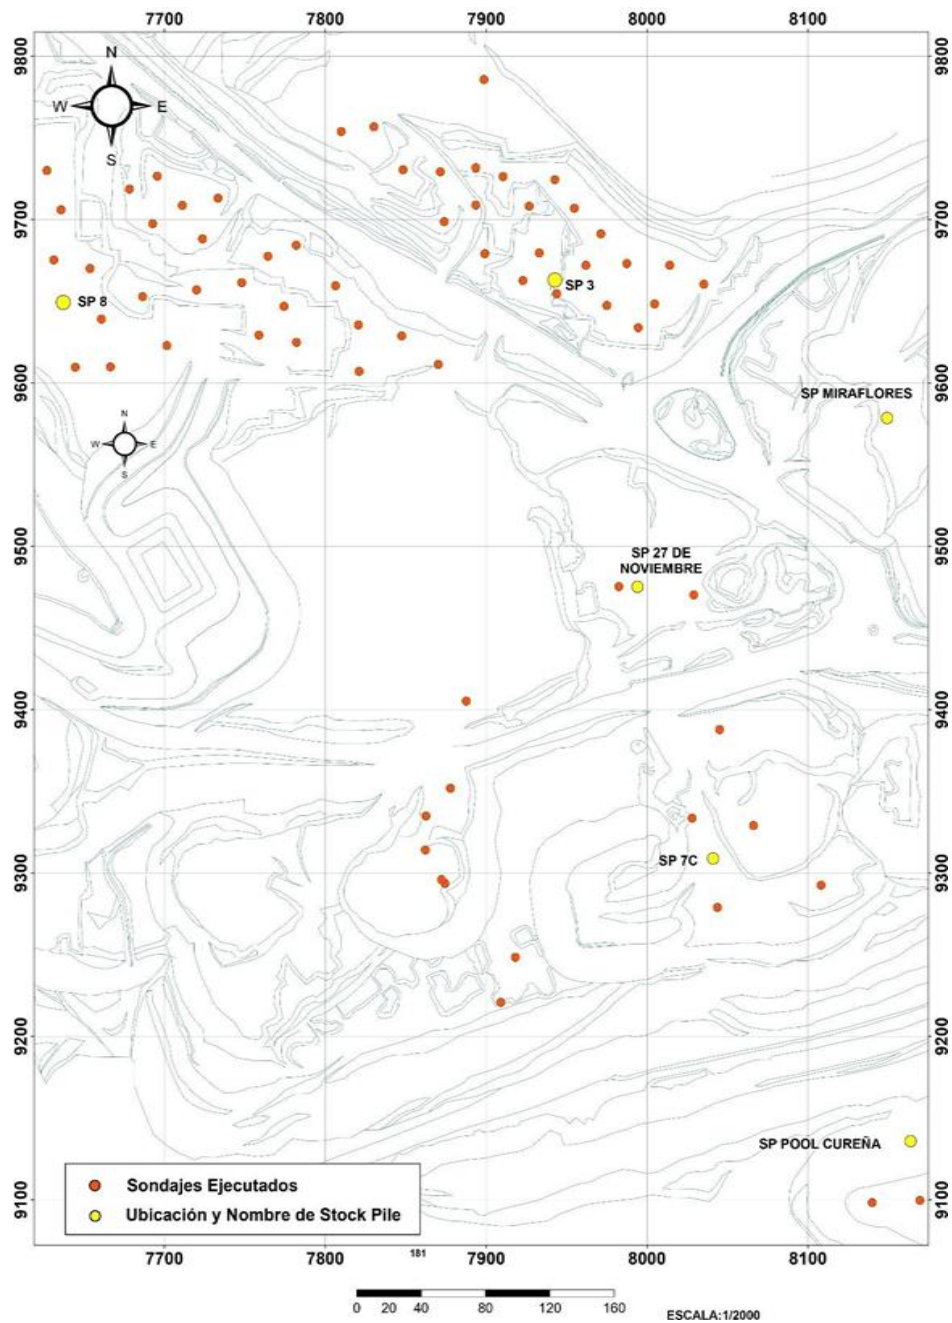 7700 7800 7900 8000 8100
9800 9800
N
W E
S
9700 9700
SP 3
SP 8
9600 9600
SP MIRAFLORES
N
W E
S
9500 9500
SP 27 DE
NOVIEMBRE
9400 9400
9300 9300
SP 7C
9200 9200
SP POOL CUREÑA
9100 9100
Sondajes Ejecutados
Ubicación y Nombre de Stock Pile
7700 7800 7900 8000 8100
181
0 20 40 80 120 160
ESCALA:1/2000